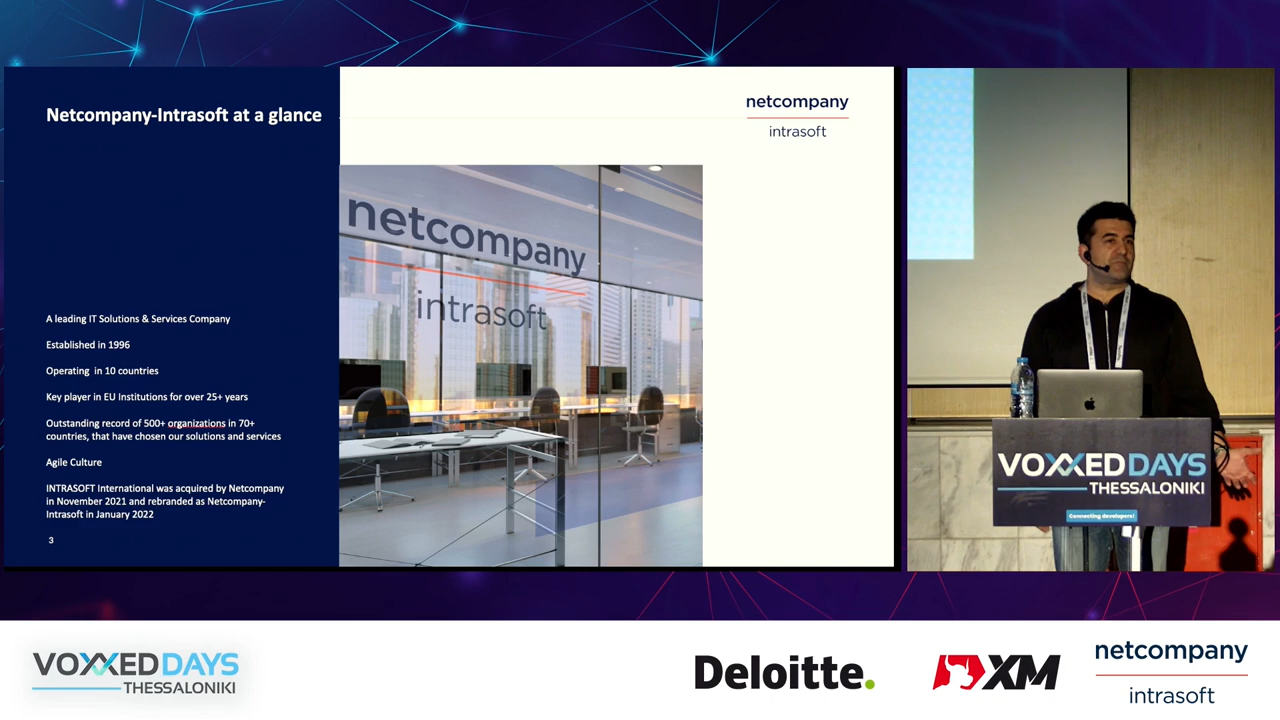 Netcompany-Intrasoft at a glance
netcompany
intrasoft
netcompany
intrasoft
A leading IT Solutions & Services Company
Established in 1996
Operating in 10 countries
Key player in EU Institutions for over 25+ years
Outstanding record of 500+ organizations in 70+
countries, that have chosen our solutions and services
Agile Culture
INTRASOFT International was acquired by Netcompany
in November 2021 and rebranded as Netcompany-
Intrasoft in January 2022
3
VOXXED DAYS
THESSALONIKI
Connecting developers!
VOXXED DAYS
THESSALONIKI
Deloitte.
XM
netcompany
intrasoft